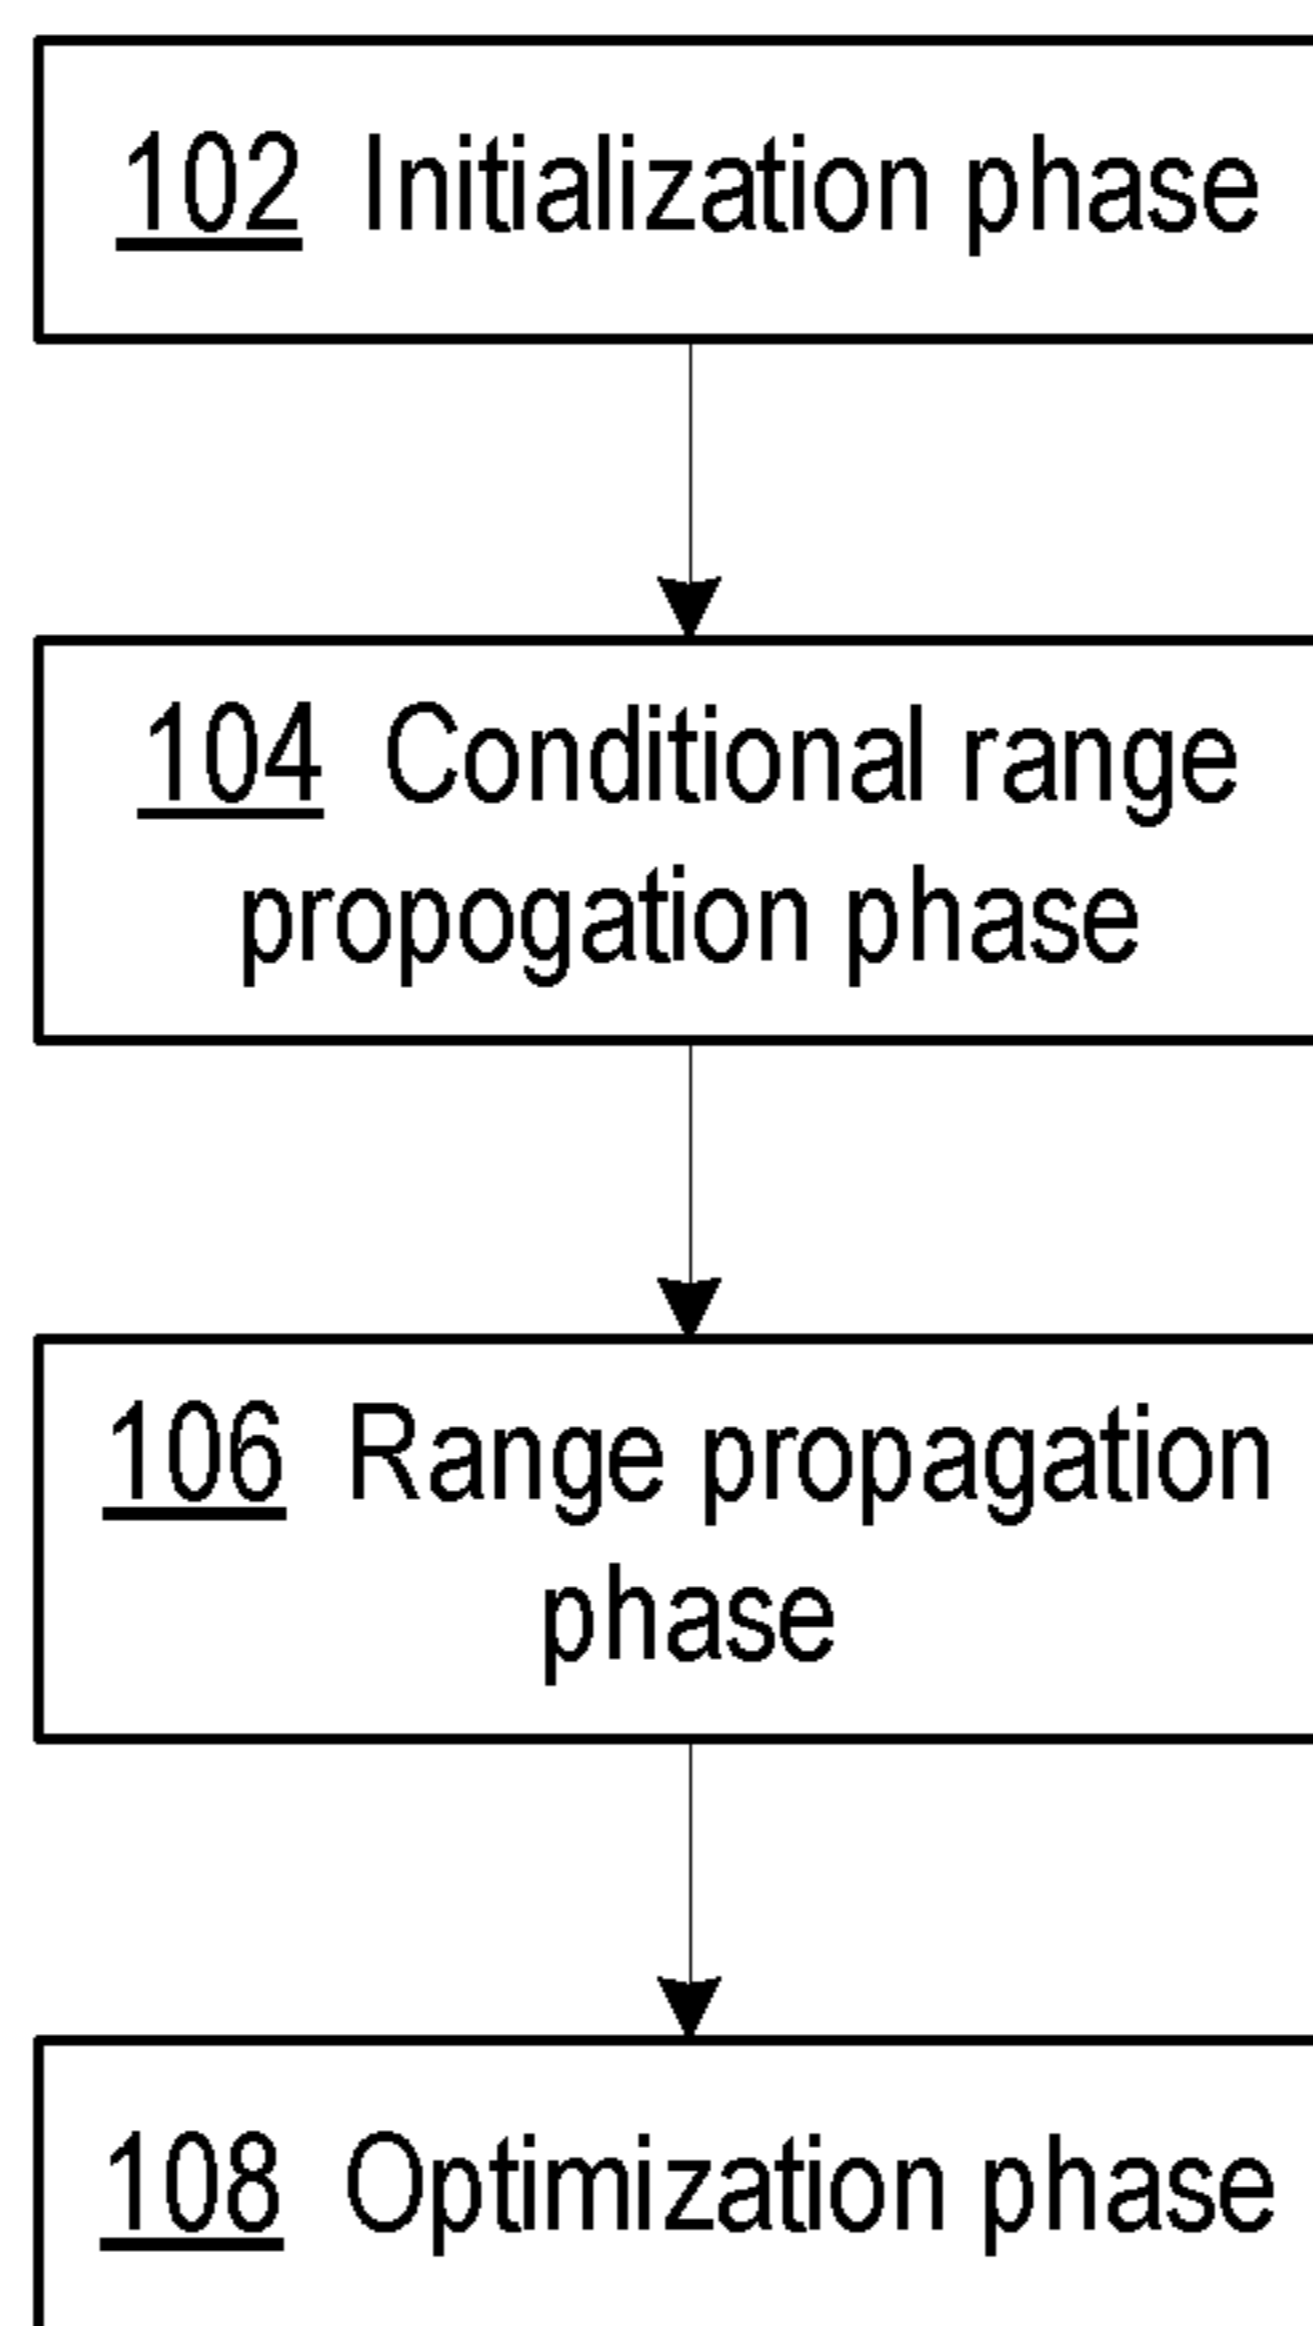 102 Initialization phase
104 Conditional range
propogation phase
106 Range propagation
phase
108 Optimization phase